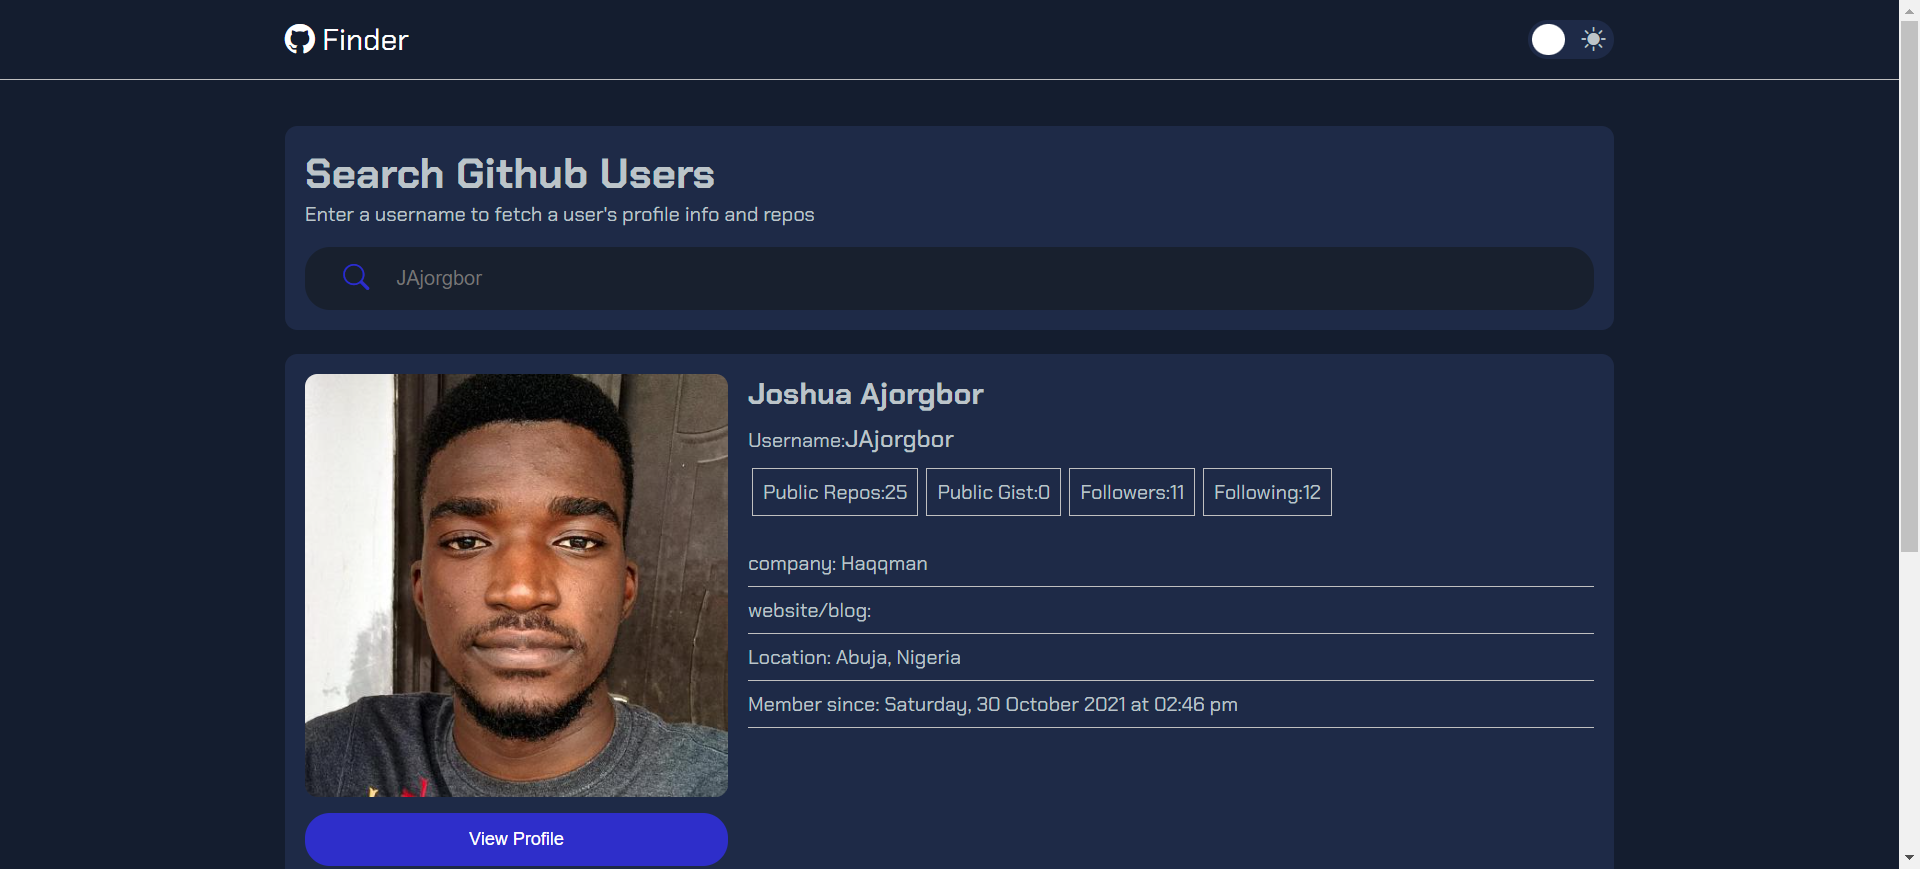 Finder
Search Github Users
Enter a username to fetch a user's profile info and repos
JAjorgbor
Joshua Ajorgbor
Username:JAjorgbor
Public Repos:25 Public Gist:0 Followers:11 Following:12
company: Haqqman
website/blog:
Location: Abuja, Nigeria
Member since: Saturday, 30 October 2021 at 02:46 pm
View Profile